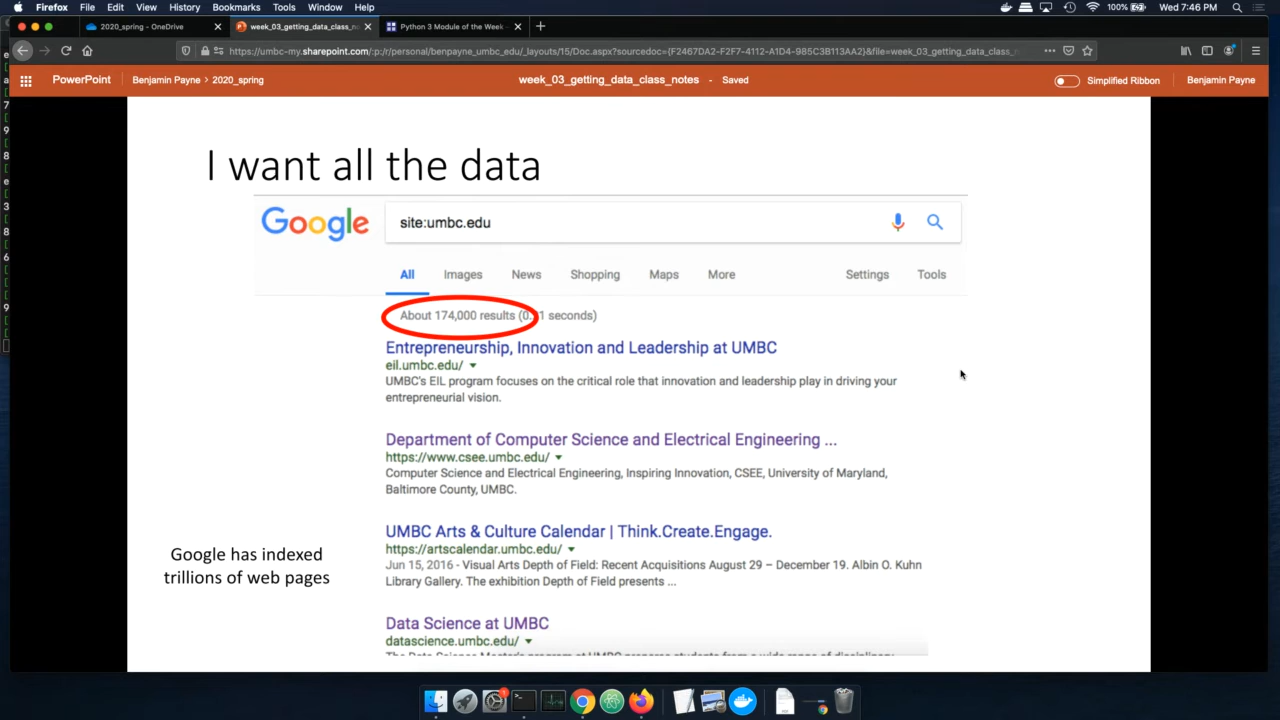 Firefox File Edit View History Bookmarks Tools Window Help 100% Wed 7:46 PM
2020_spring - OneDrive week_03_getting_data_class_no Python 3 Module of the Week —
https://umbc-my.sharepoint.com/:p:/r/personal/benpayne_umbc_edu/_layouts/15/Doc.aspx?sourcedoc={F2467DA2-F2F7-4112-A1D4-985C3B113AA2}&file=week_03_getting_data_class_n
PowerPoint Benjamin Payne > 2020_spring week_03_getting_data_class_notes - Saved Simplified Ribbon Benjamin Payne
I want all the data
Google site:umbc.edu
All Images News Shopping Maps More Settings Tools
About 174,000 results seconds)
Entrepreneurship, Innovation and Leadership at UMBC
eil.umbc.edu/
UMBC's EIL program focuses on the critical role that innovation and leadership play in driving your
entrepreneurial vision.
Department of Computer Science and Electrical Engineering ...
https://www.csee.umbc.edu/
Computer Science and Electrical Engineering, Inspiring Innovation, CSEE, University of Maryland,
Baltimore County, UMBC.
UMBC Arts & Culture Calendar | Think.Create.Engage.
https://artscalendar.umbc.edu/
Jun 15, 2016 - Visual Arts Depth of Field: Recent Acquisitions August 29 – December 19. Albin O. Kuhn
Library Gallery. The exhibition Depth of Field presents ...
Google has indexed
trillions of web pages
Data Science at UMBC
datascience.umbc.edu/